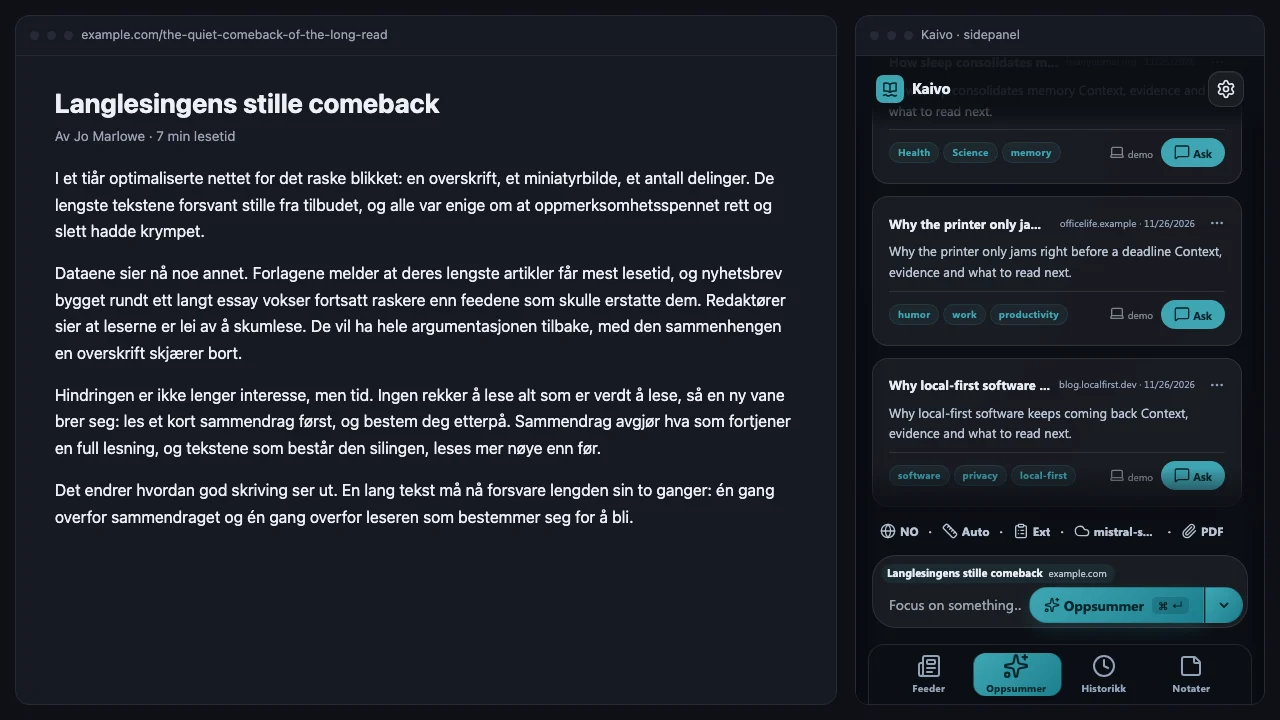 example.com/the-quiet-comeback-of-the-long-read
Langlesingens stille comeback
Av Jo Marlowe · 7 min lesetid
I et tiår optimaliserte nettet for det raske blikket: en overskrift, et miniatyrbilde, et antall delinger. De
lengste tekstene forsvant stille fra tilbudet, og alle var enige om at oppmerksomhetsspennet rett og
slett hadde krympet.
Dataene sier nå noe annet. Forlagene melder at deres lengste artikler får mest lesetid, og nyhetsbrev
bygget rundt ett langt essay vokser fortsatt raskere enn feedene som skulle erstatte dem. Redaktører
sier at leserne er lei av å skumlese. De vil ha hele argumentasjonen tilbake, med den sammenhengen
en overskrift skjærer bort.
Hindringen er ikke lenger interesse, men tid. Ingen rekker å lese alt som er verdt å lese, så en ny vane
brer seg: les et kort sammendrag først, og bestem deg etterpå. Sammendrag avgjør hva som fortjener
en full lesning, og tekstene som består den silingen, leses mer nøye enn før.
Det endrer hvordan god skriving ser ut. En lang tekst må nå forsvare lengden sin to ganger: én gang
overfor sammendraget og én gang overfor leseren som bestemmer seg for å bli.
Kaivo · sidepanel
How sleep consolidates m...
Kaivo
consolidates memory Context, evidence and
what to read next.
Health Science memory demo Ask
Why the printer only ja... officelife.example · 11/26/2026 ···
Why the printer only jams right before a deadline Context,
evidence and what to read next.
humor work productivity demo Ask
Why local-first software ... blog.localfirst.dev · 11/26/2026 ···
Why local-first software keeps coming back Context,
evidence and what to read next.
software privacy local-first demo Ask
NO · Auto · Ext · mistral-s... · PDF
Langlesingens stille comeback example.com
Focus on something.. Oppsummer ⌘ ↵
Feeder Oppsummer Historikk Notater